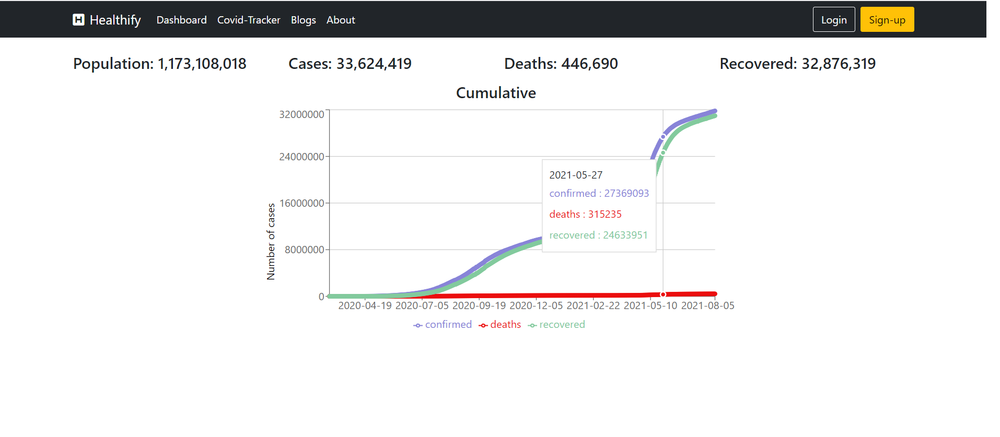 H Healthify Dashboard Covid-Tracker Blogs About Login Sign-up
Population: 1,173,108,018 Cases: 33,624,419 Deaths: 446,690 Recovered: 32,876,319
Cumulative
32000000
24000000
16000000
8000000
0
Number of cases
2021-05-27
confirmed : 27369093
deaths : 315235
recovered : 24633951
2020-04-19 2020-07-05 2020-09-19 2020-12-05 2021-02-22 2021-05-10 2021-08-05
confirmed deaths recovered